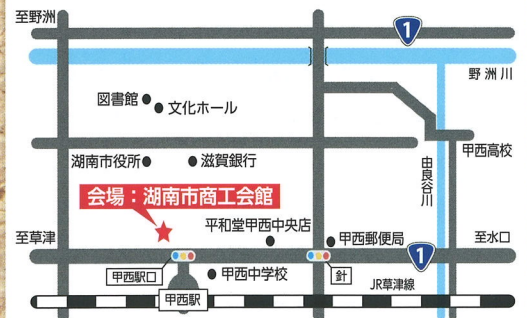 至野洲
1
野洲川
図書館
文化ホール
甲西高校
湖南市役所
滋賀銀行
由良谷川
会場：湖南市商工会館
平和堂甲西中央店
至草津
甲西郵便局
1
至水口
甲西駅口
甲西中学校
針
JR草津線
甲西駅